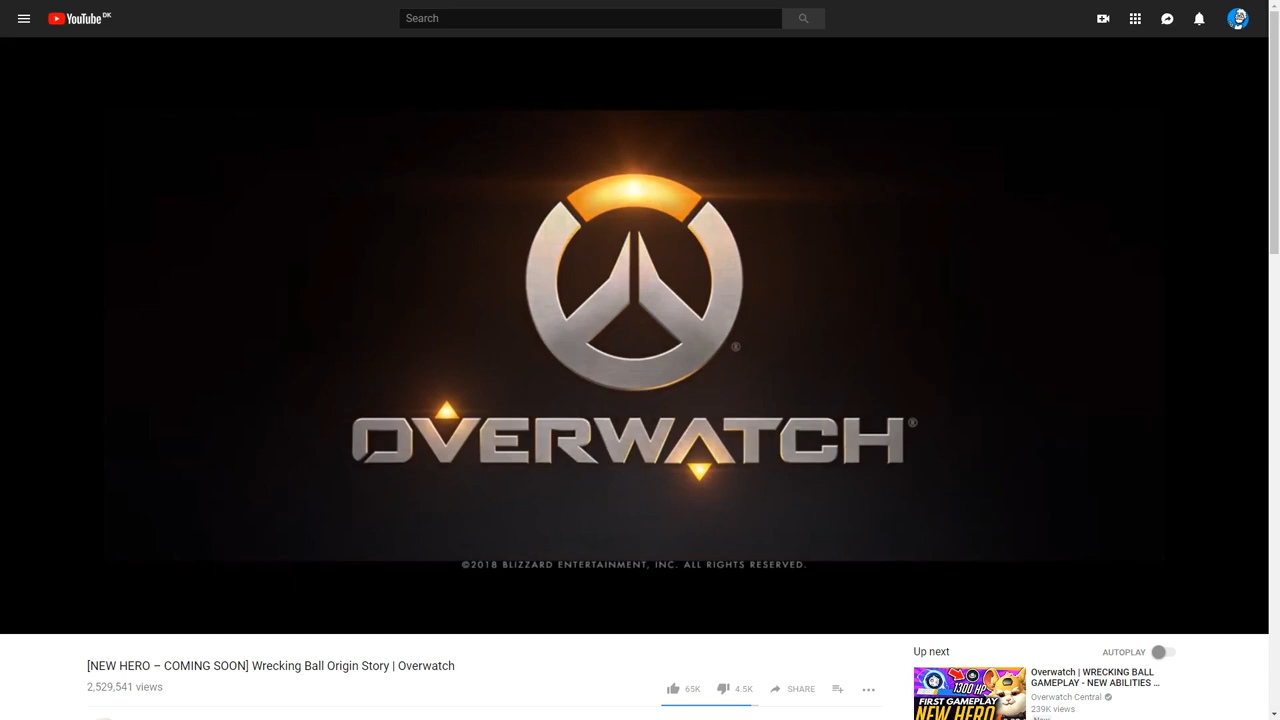 YouTube DK
Search
®
OVERWATCH®
©2018 BLIZZARD ENTERTAINMENT, INC. ALL RIGHTS RESERVED.
[NEW HERO – COMING SOON] Wrecking Ball Origin Story | Overwatch
2,529,541 views
65K
4.5K
SHARE
Up next
AUTOPLAY
1300 HP
FIRST GAMEPLAY
NEW HERO
Overwatch | WRECKING BALL
GAMEPLAY - NEW ABILITIES ...
Overwatch Central
239K views
New